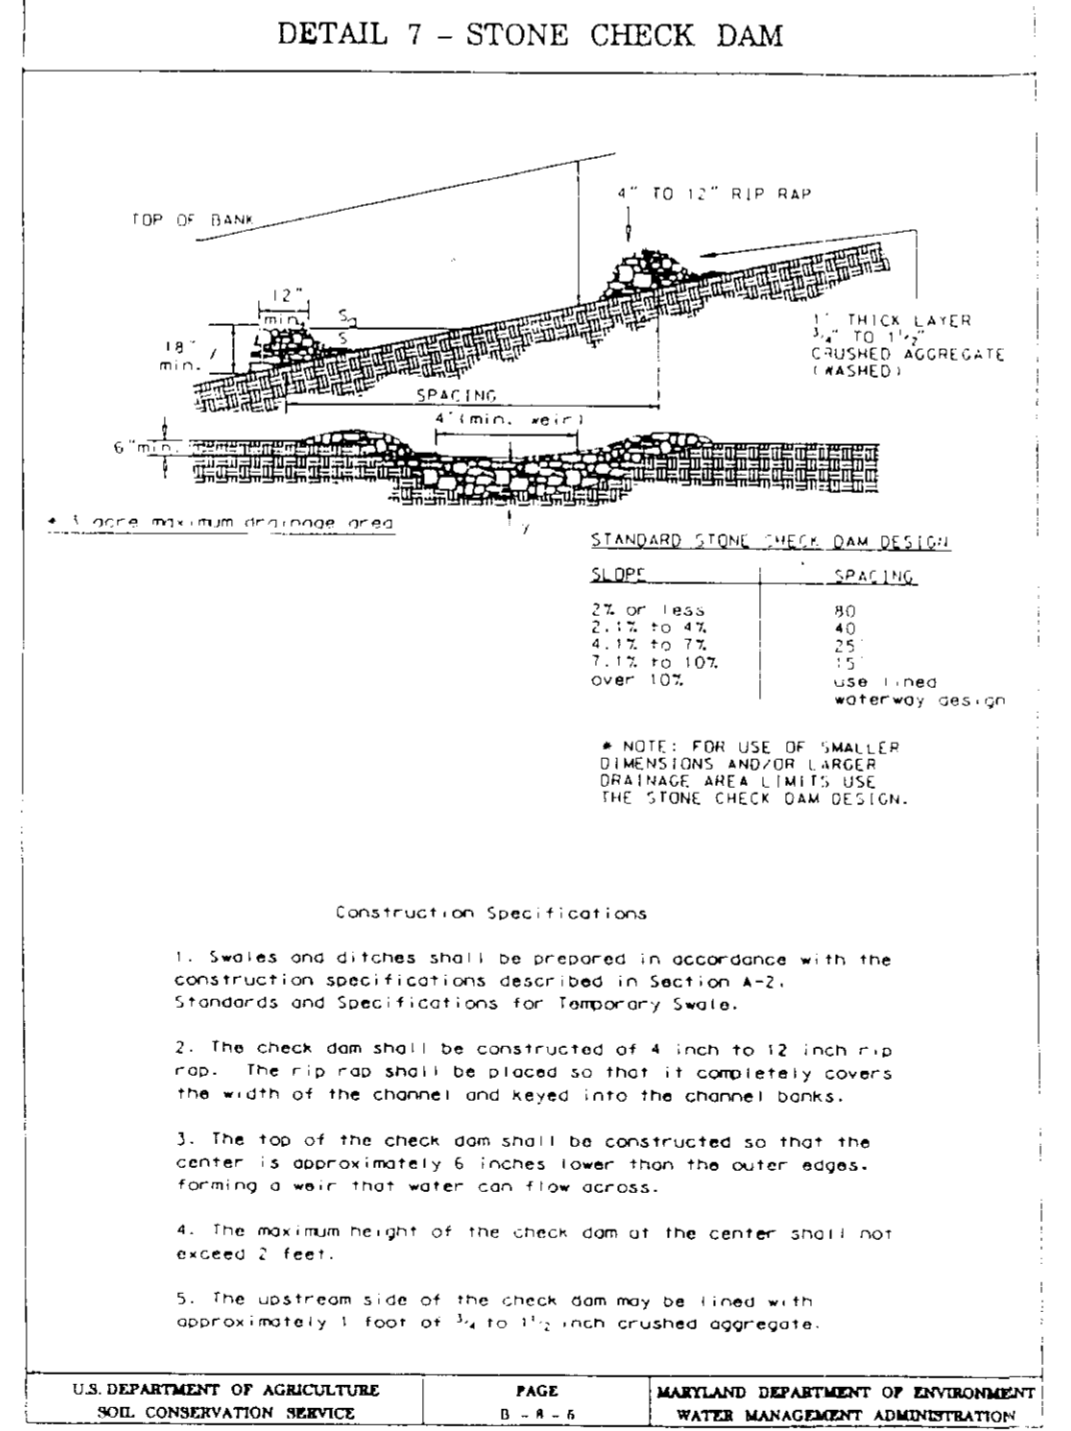 DETAIL 7 - STONE CHECK DAM
4" TO 12" RIP RAP
TOP OF BANK
12"
min.
18"
min.
y
S
S
1' THICK LAYER
3/4" TO 1 1/2"
CRUSHED AGGREGATE
(WASHED)
SPACING
4'(min. weir)
6"min.
y
* 3 acre maximum drainage area
STANDARD STONE CHECK DAM DESIGN
SLOPE SPACING
2% or less 80
2.1% to 4% 40
4.1% to 7% 25'
7.1% to 10% 15'
over 10% use lined
waterway design
* NOTE: FOR USE OF SMALLER
DIMENSIONS AND/OR LARGER
DRAINAGE AREA LIMITS USE
THE STONE CHECK DAM DESIGN.
Construction Specifications
1. Swales and ditches shall be prepared in accordance with the
construction specifications described in Section A-2,
Standards and Specifications for Temporary Swale.
2. The check dam shall be constructed of 4 inch to 12 inch rip
rap. The rip rap shall be placed so that it completely covers
the width of the channel and keyed into the channel banks.
3. The top of the check dam shall be constructed so that the
center is approximately 6 inches lower than the outer edges,
forming a weir that water can flow across.
4. The maximum height of the check dam at the center shall not
exceed 2 feet.
5. The upstream side of the check dam may be lined with
approximately 1 foot of 3/4 to 1 1/2 inch crushed aggregate.
U.S. DEPARTMENT OF AGRICULTURE
SOIL CONSERVATION SERVICE
PAGE
B - 8 - 6
MARYLAND DEPARTMENT OF ENVIRONMENT
WATER MANAGEMENT ADMINISTRATION